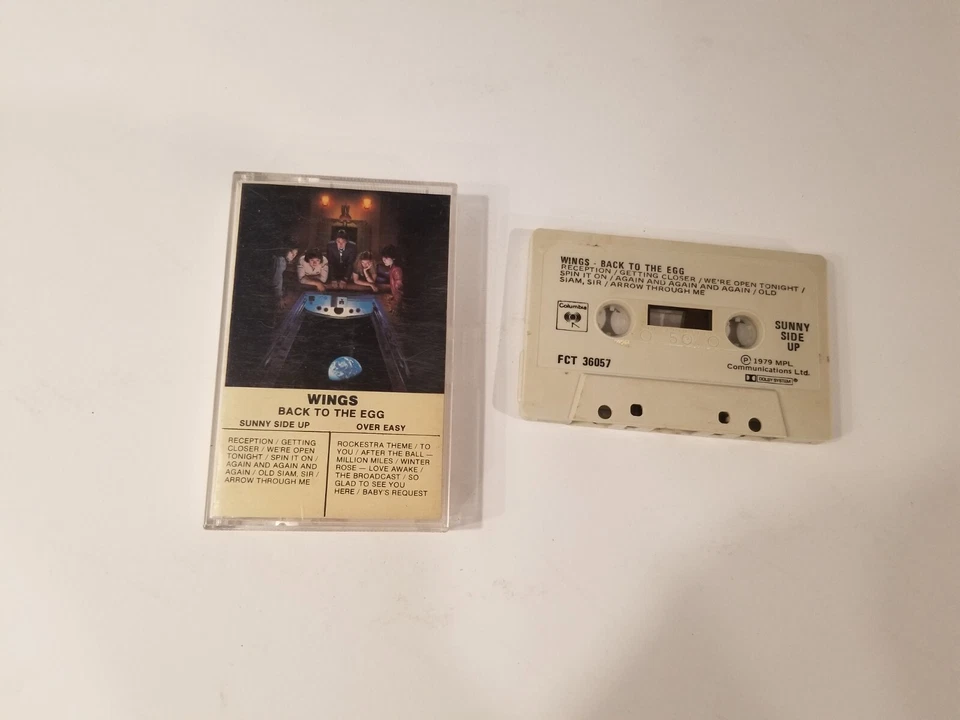 WINGS
BACK TO THE EGG
SUNNY SIDE UP
OVER EASY
RECEPTION / GETTING
CLOSER / WE'RE OPEN
TONIGHT / SPIN IT ON /
AGAIN AND AGAIN AND
AGAIN / OLD SIAM, SIR /
ARROW THROUGH ME
ROCKESTRA THEME / TO
YOU / AFTER THE BALL —
MILLION MILES / WINTER
ROSE — LOVE AWAKE /
THE BROADCAST / SO
GLAD TO SEE YOU
HERE / BABY'S REQUEST
WINGS - BACK TO THE EGG
RECEPTION / GETTING CLOSER / WE'RE OPEN TONIGHT /
SPIN IT ON / AGAIN AND AGAIN AND AGAIN / OLD
SIAM, SIR / ARROW THROUGH ME
Columbia
SUNNY
SIDE
UP
FCT 36057
Ⓟ 1979 MPL
Communications Ltd.
DOLBY SYSTEM®